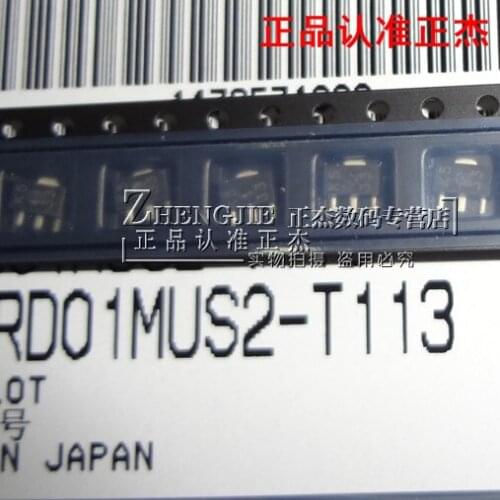 正品认准正杰
K5
ZHENGJIE 正杰数码专营店
正品认准正杰
实物拍摄 盗用必究
RD01MUS2-T113
LOT
号
N JAPAN